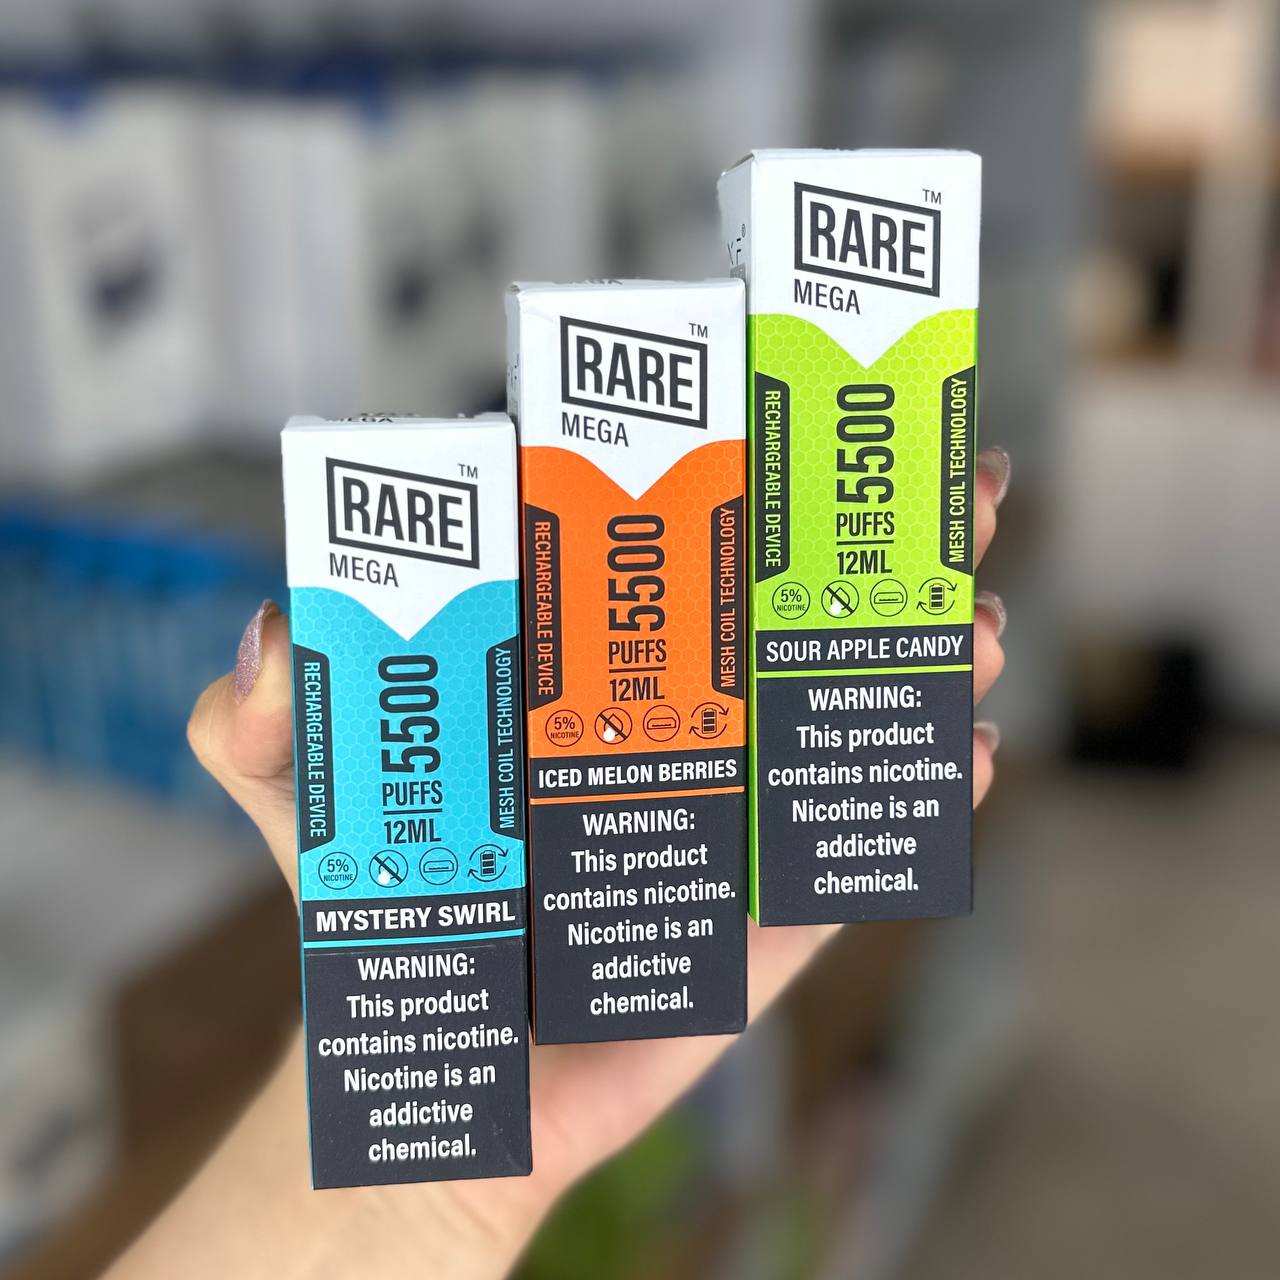 RARE™
MEGA
RECHARGEABLE DEVICE
5500
PUFFS
12ML
MESH COIL TECHNOLOGY
5%
NICOTINE
MYSTERY SWIRL
WARNING:
This product
contains nicotine.
Nicotine is an
addictive
chemical.
RARE™
MEGA
RECHARGEABLE DEVICE
5500
PUFFS
12ML
MESH COIL TECHNOLOGY
5%
NICOTINE
ICED MELON BERRIES
WARNING:
This product
contains nicotine.
Nicotine is an
addictive
chemical.
RARE™
MEGA
RECHARGEABLE DEVICE
5500
PUFFS
12ML
MESH COIL TECHNOLOGY
5%
NICOTINE
SOUR APPLE CANDY
WARNING:
This product
contains nicotine.
Nicotine is an
addictive
chemical.